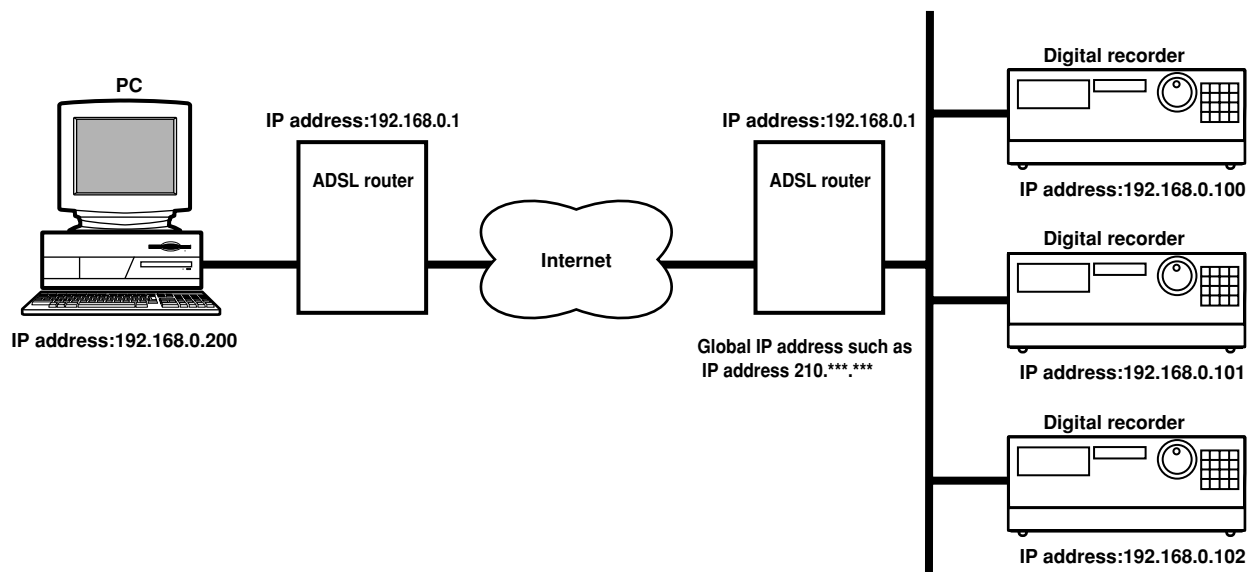 PC
IP address:192.168.0.200
IP address:192.168.0.1
ADSL router
Internet
IP address:192.168.0.1
ADSL router
Global IP address such as
IP address 210.***.***
Digital recorder
IP address:192.168.0.100
Digital recorder
IP address:192.168.0.101
Digital recorder
IP address:192.168.0.102